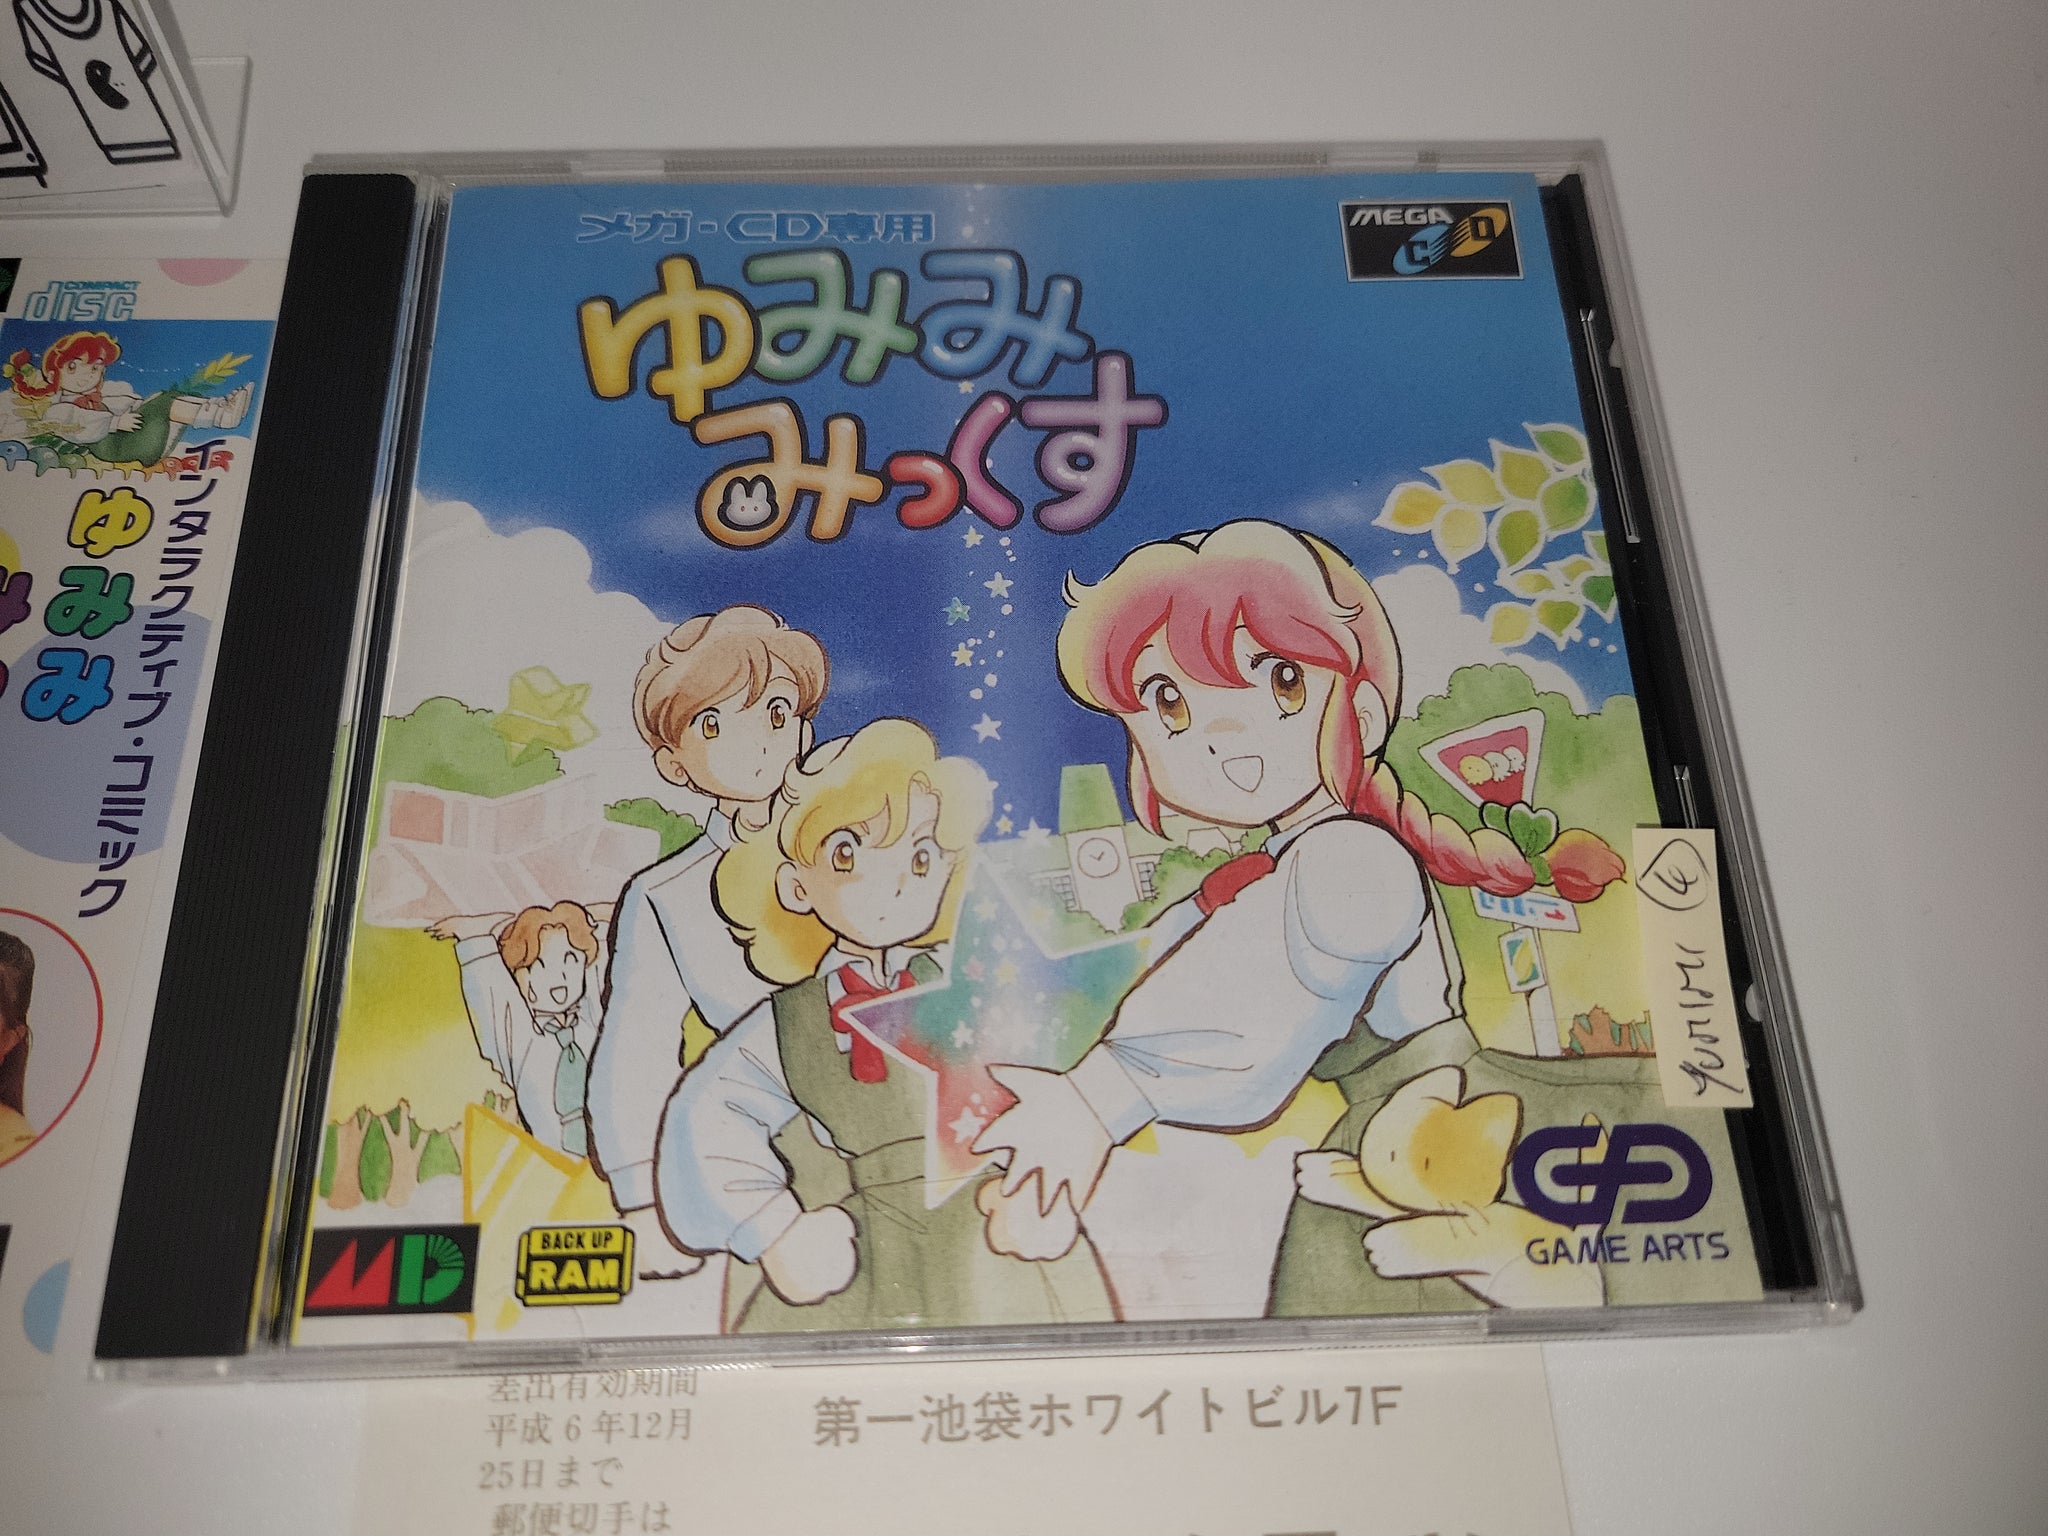 COMPACT
disc
インタラクティブ・コミック
ゆみみ
メガ・CD専用
ゆみみ
みっくす
MEGA
CD
MD
BACK UP
RAM
GAME ARTS
差出有効期間
平成6年12月
25日まで
郵便切手は
第一池袋ホワイトビル7F